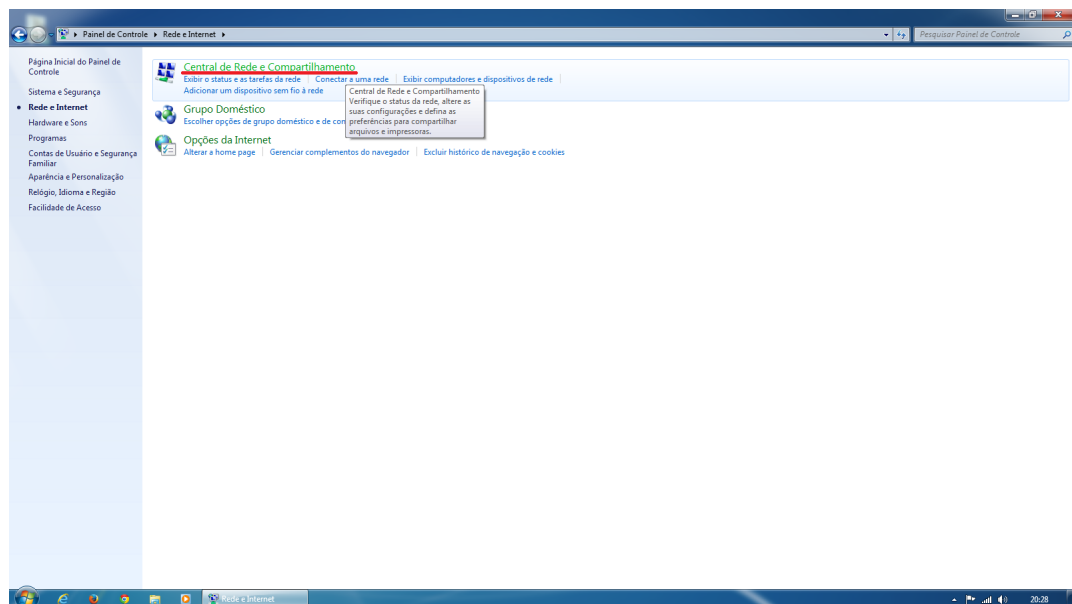 Painel de Controle ▸ Rede e Internet ▸
Pesquisar Painel de Controle
Página Inicial do Painel de
Controle
Sistema e Segurança
Rede e Internet
Hardware e Sons
Programas
Contas de Usuário e Segurança
Familiar
Aparência e Personalização
Relógio, Idioma e Região
Facilidade de Acesso
Central de Rede e Compartilhamento
Exibir o status e as tarefas da rede | Conectar a uma rede | Exibir computadores e dispositivos de rede
Adicionar um dispositivo sem fio à rede
Central de Rede e Compartilhamento
Verifique o status da rede, altere as
suas configurações e defina as
preferências para compartilhar
arquivos e impressoras.
Grupo Doméstico
Escolher opções de grupo doméstico e de con
Opções da Internet
Alterar a home page | Gerenciar complementos do navegador | Excluir histórico de navegação e cookies
Rede e Internet
20:28